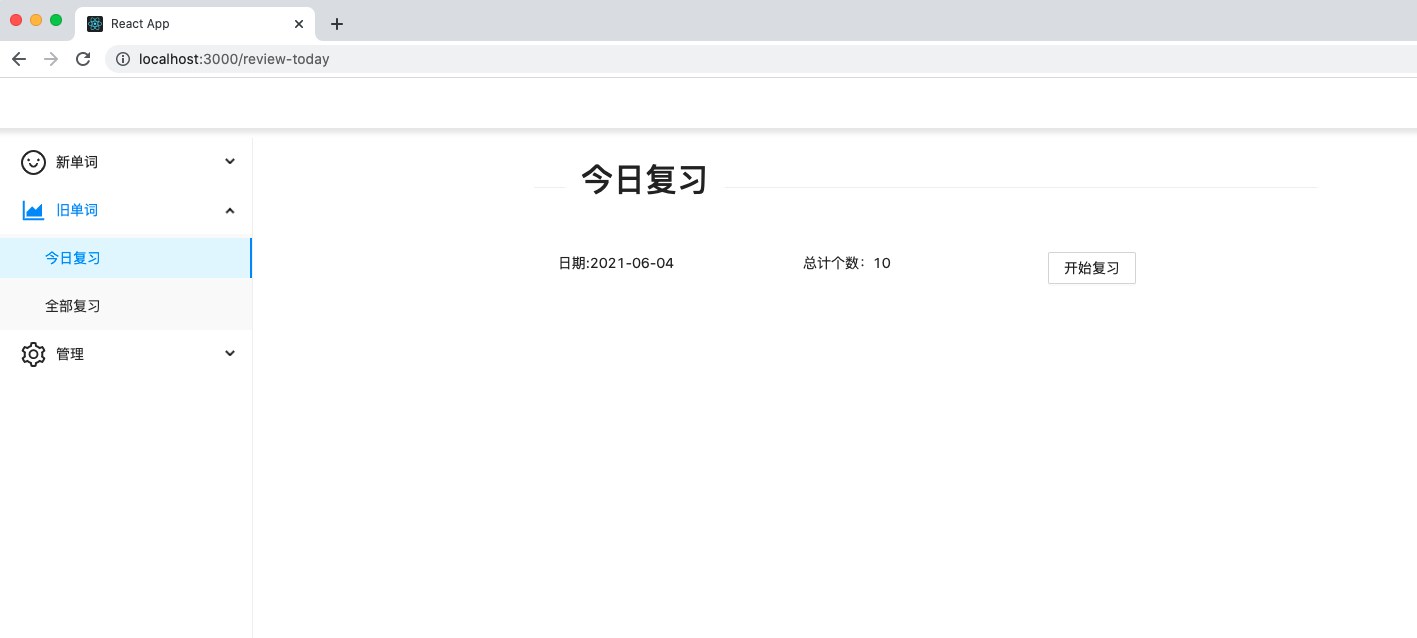 React App
localhost:3000/review-today
新单词
旧单词
今日复习
全部复习
管理
今日复习
日期:2021-06-04
总计个数：10
开始复习